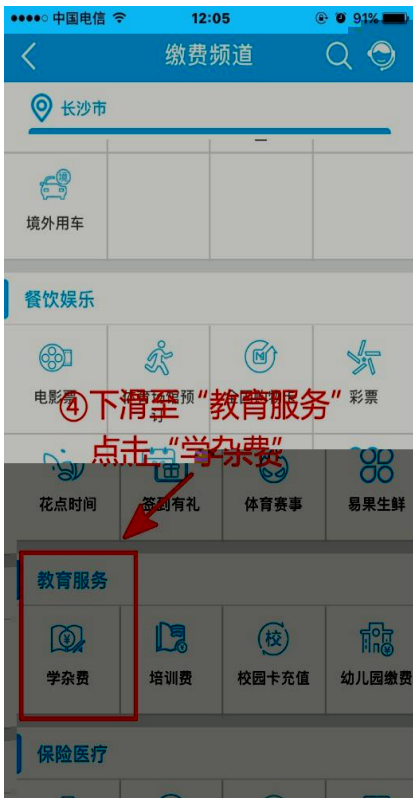 中国电信 12:05 91%
缴费频道
长沙市
境外用车
餐饮娱乐
彩票
④下滑至“教育服务”
点击“学杂费”
花点时间 签到有礼 体育赛事 易果生鲜
教育服务
学杂费 培训费 校园卡充值 幼儿园缴费
保险医疗